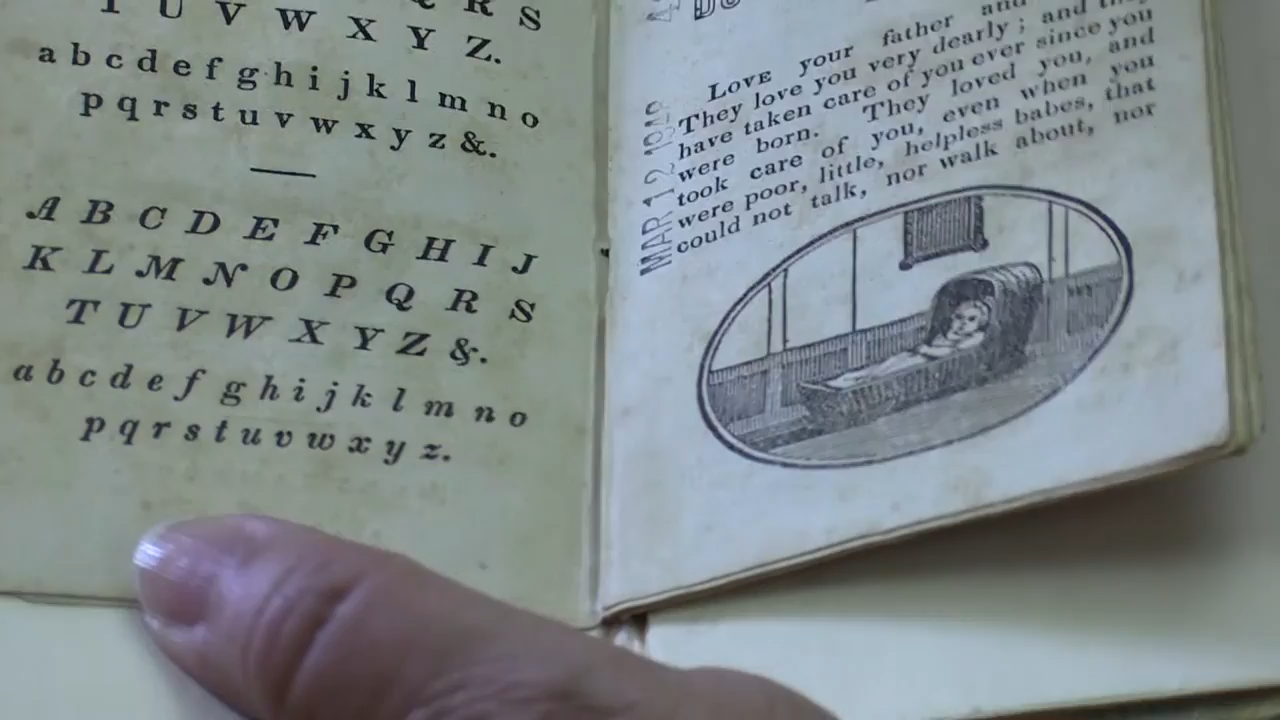 R S
T U V W X Y Z.
a b c d e f g h i j k l m n o
p q r s t u v w x y z &.
A B C D E F G H I J
K L M N O P Q R S
T U V W X Y Z &.
a b c d e f g h i j k l m n o
p q r s t u v w x y z.
LOVE your father and
They love you very dearly ; and they
have taken care of you ever since you
were born. They loved you, and
took care of you, even when you
were poor, little, helpless babes, that
could not talk, nor walk about, nor
MAR 12